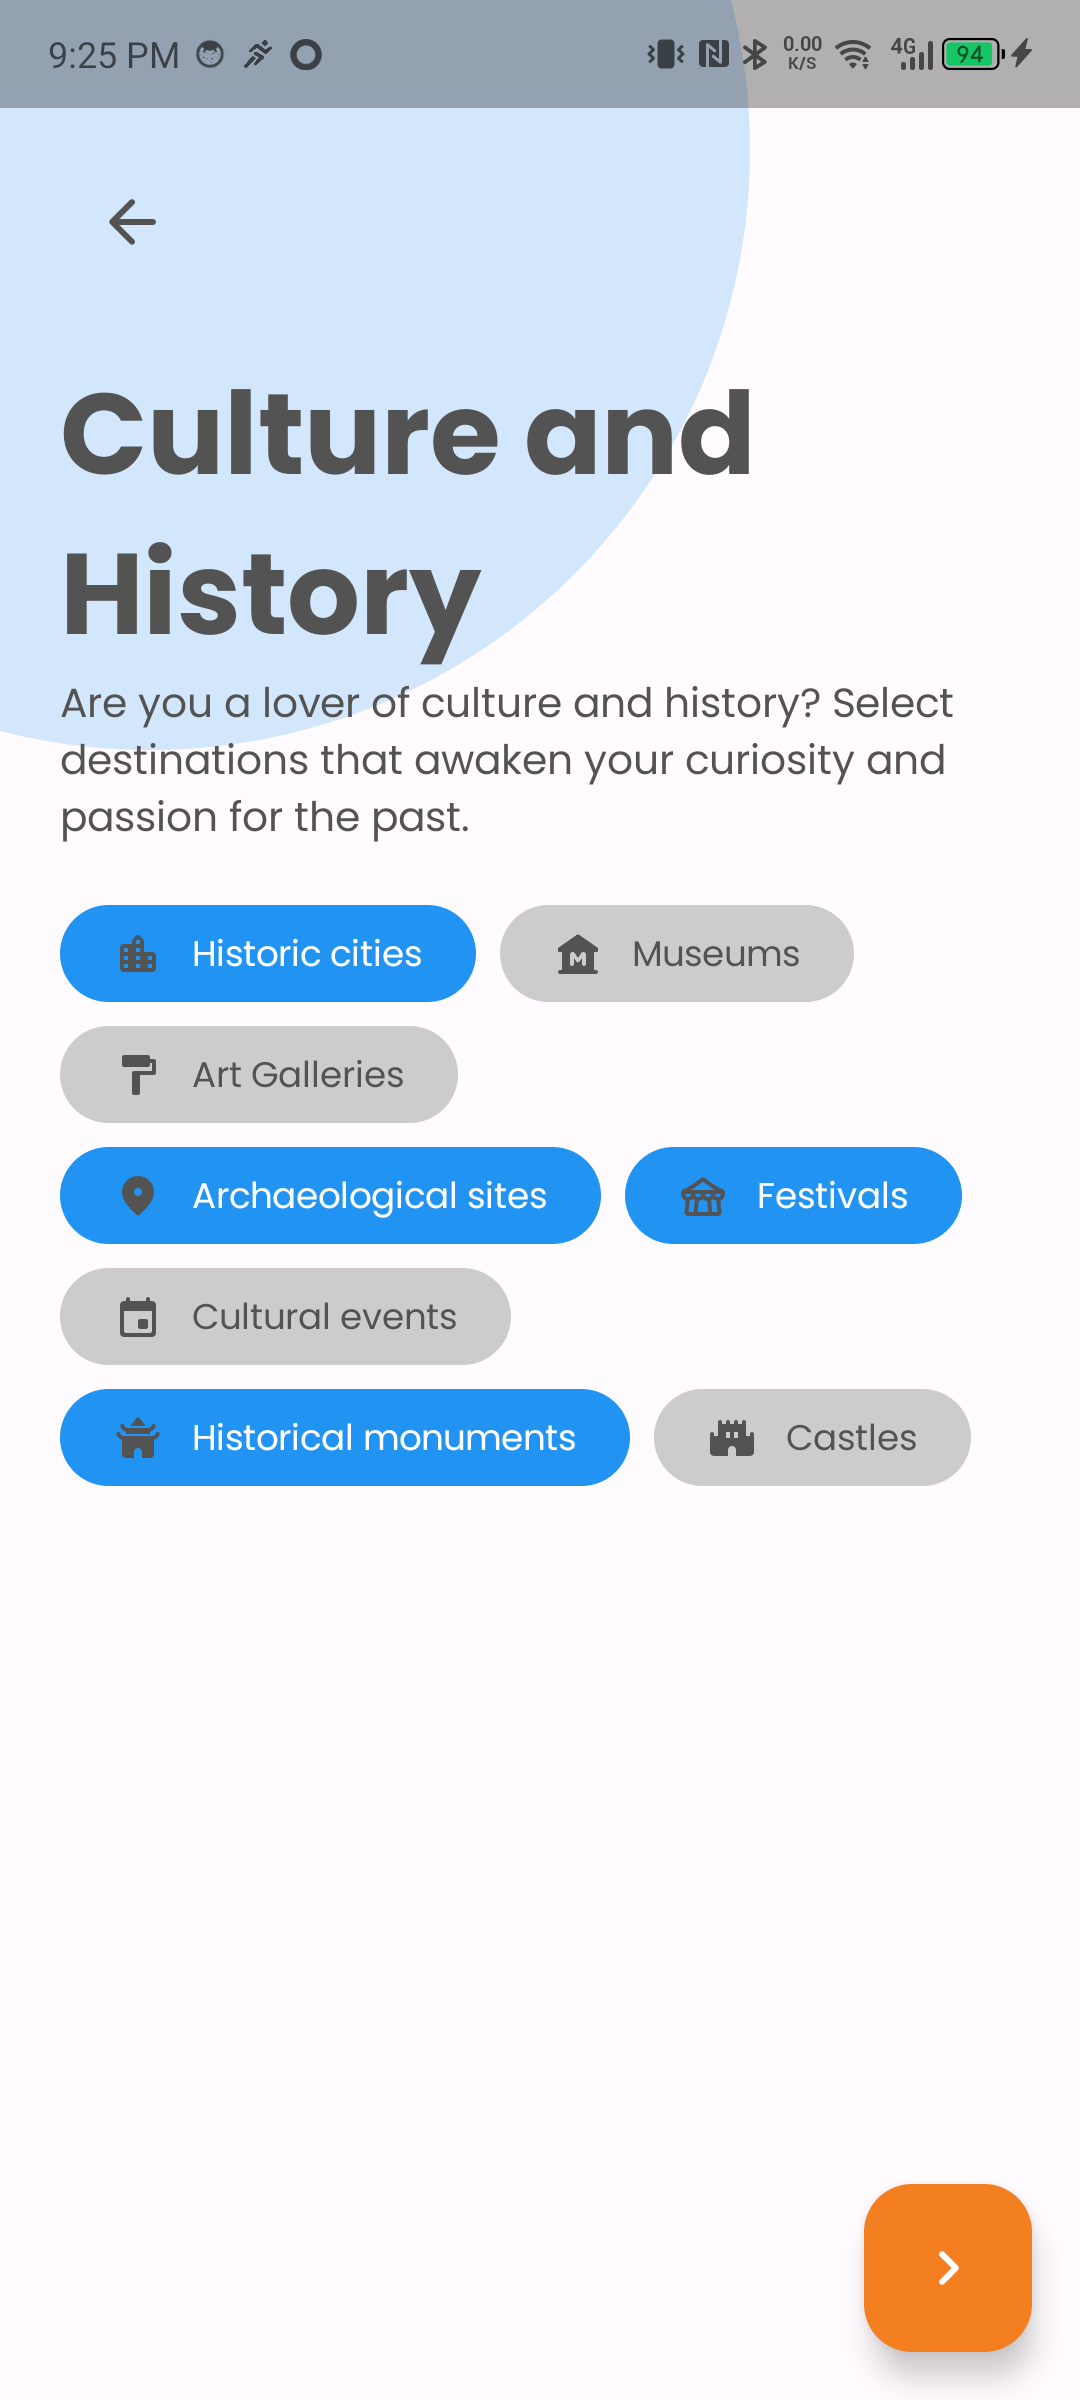 9:25 PM 0.00 K/S 4G 94
Culture and
History
Are you a lover of culture and history? Select
destinations that awaken your curiosity and
passion for the past.
Historic cities Museums
Art Galleries
Archaeological sites Festivals
Cultural events
Historical monuments Castles